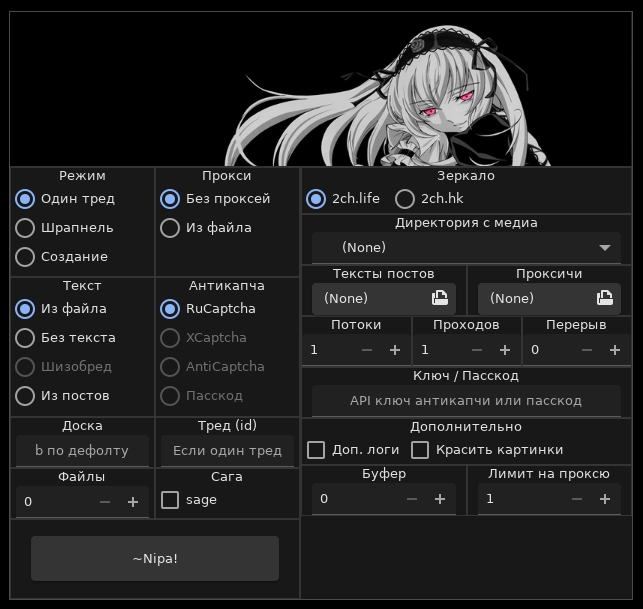 Режим
Один тред
Шрапнель
Создание
Прокси
Без проксей
Из файла
Текст
Из файла
Без текста
Шизобред
Из постов
Антикапча
RuCaptcha
XCaptcha
AntiCaptcha
Пасскод
Доска
b по дефолту
Тред (id)
Если один тред
Файлы
0
Сага
sage
~Nipa!
Зеркало
2ch.life
2ch.hk
Директория с медиа
(None)
Тексты постов
(None)
Проксичи
(None)
Потоки
1
Проходов
1
Перерыв
0
Ключ / Пасскод
API ключ антикапчи или пасскод
Дополнительно
Доп. логи
Красить картинки
Буфер
0
Лимит на проксю
1